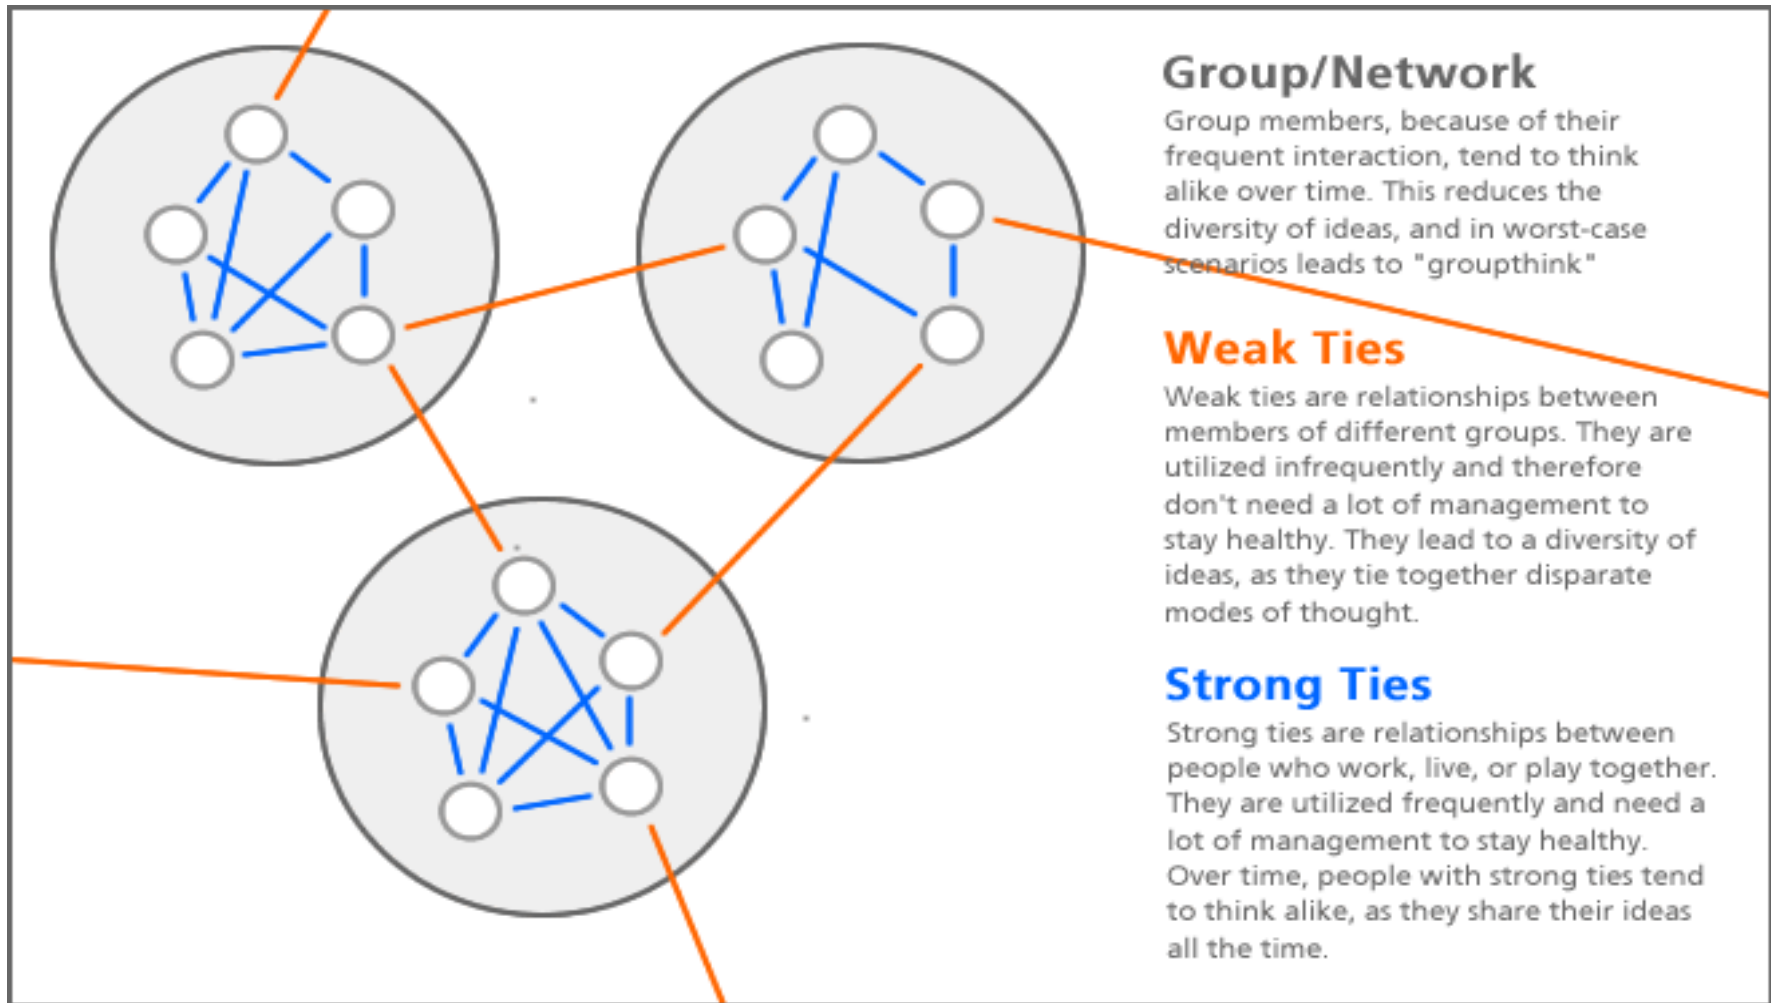 Group/Network
Group members, because of their
frequent interaction, tend to think
alike over time. This reduces the
diversity of ideas, and in worst-case
scenarios leads to "groupthink"
Weak Ties
Weak ties are relationships between
members of different groups. They are
utilized infrequently and therefore
don't need a lot of management to
stay healthy. They lead to a diversity of
ideas, as they tie together disparate
modes of thought.
Strong Ties
Strong ties are relationships between
people who work, live, or play together.
They are utilized frequently and need a
lot of management to stay healthy.
Over time, people with strong ties tend
to think alike, as they share their ideas
all the time.